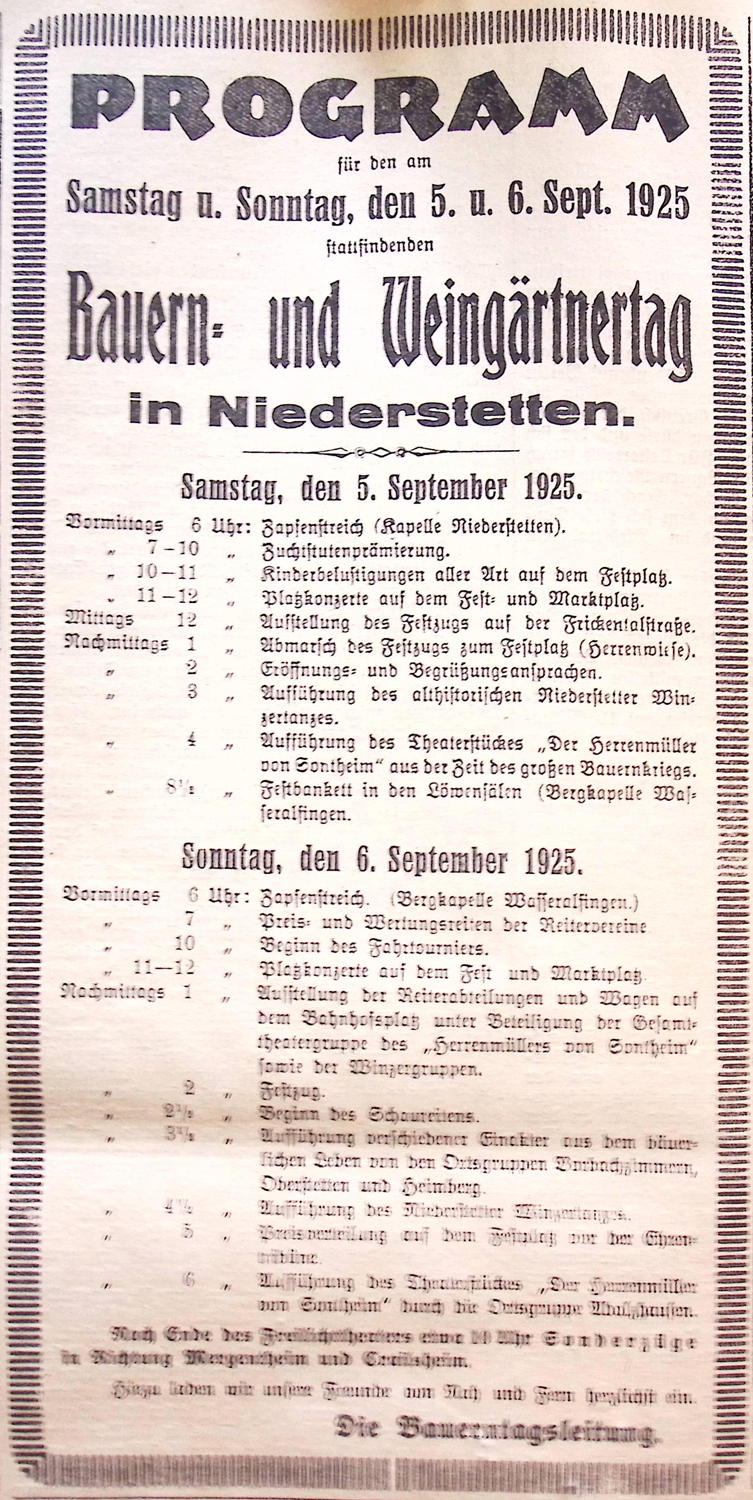 PROGRAMM
für den am
Samstag u. Sonntag, den 5. u. 6. Sept. 1925
stattfindenden
Bauern- und Weingärtnertag
in Niederstetten.
Samstag, den 5. September 1925.
Vormittags 6 Uhr: Zapfenstreich (Kapelle Niederstetten).
„ 7–10 „ Zuchtstutenprämierung.
„ 10–11 „ Kinderbelustigungen aller Art auf dem Festplatz.
„ 11–12 „ Platzkonzerte auf dem Fest- und Marktplatz.
Mittags 12 „ Aufstellung des Festzugs auf der Frickentalstraße.
Nachmittags 1 „ Abmarsch des Festzugs zum Festplatz (Herrenwiese).
„ 2 „ Eröffnungs- und Begrüßungsansprachen.
„ 3 „ Aufführung des althistorischen Niederstetter Win-
zertanzes.
„ 4 „ Aufführung des Theaterstückes „Der Herrenmüller
von Sontheim“ aus der Zeit des großen Bauernkriegs.
„ 8½ „ Festbankett in den Löwensälen (Bergkapelle Was-
seralfingen.
Sonntag, den 6. September 1925.
Vormittags 6 Uhr: Zapfenstreich. (Bergkapelle Wasseralfingen.)
„ 7 „ Preis- und Wertungsreiten der Reitervereine
„ 10 „ Beginn des Fahrtourniers.
„ 11–12 „ Platzkonzerte auf dem Fest und Marktplatz.
Nachmittags 1 „ Aufstellung der Reiterabteilungen und Wagen auf
dem Bahnhofsplatz unter Beteiligung der Gesamt-
theatergruppe des „Herrenmüllers von Sontheim“
sowie der Winzergruppen.
„ 2 „ Festzug.
„ 2½ „ Beginn des Schaureitens.
„ 3¼ „ Aufführung verschiedener Einakter aus dem bäuer-
lichen Leben von den Ortsgruppen Vorbachzimmern,
Oberstetten und Heimberg.
„ „ Aufführung des Niederstetter Winzertanzes.
„ 5 „ Preisverteilung auf dem Festplatz vor der Ehren-
tribüne.
„ 6 „ Aufführung des Theaterstückes „Der Herrenmüller
von Sontheim“ durch die Ortsgruppe Adolzhausen.
Nach Ende des Freilichttheaters etwa Uhr Sonderzüge
in Richtung Mergentheim und Crailsheim.
Hiezu laden wir unsere Freunde von Nah und Fern herzlichst ein.
Die Bauerntagsleitung.